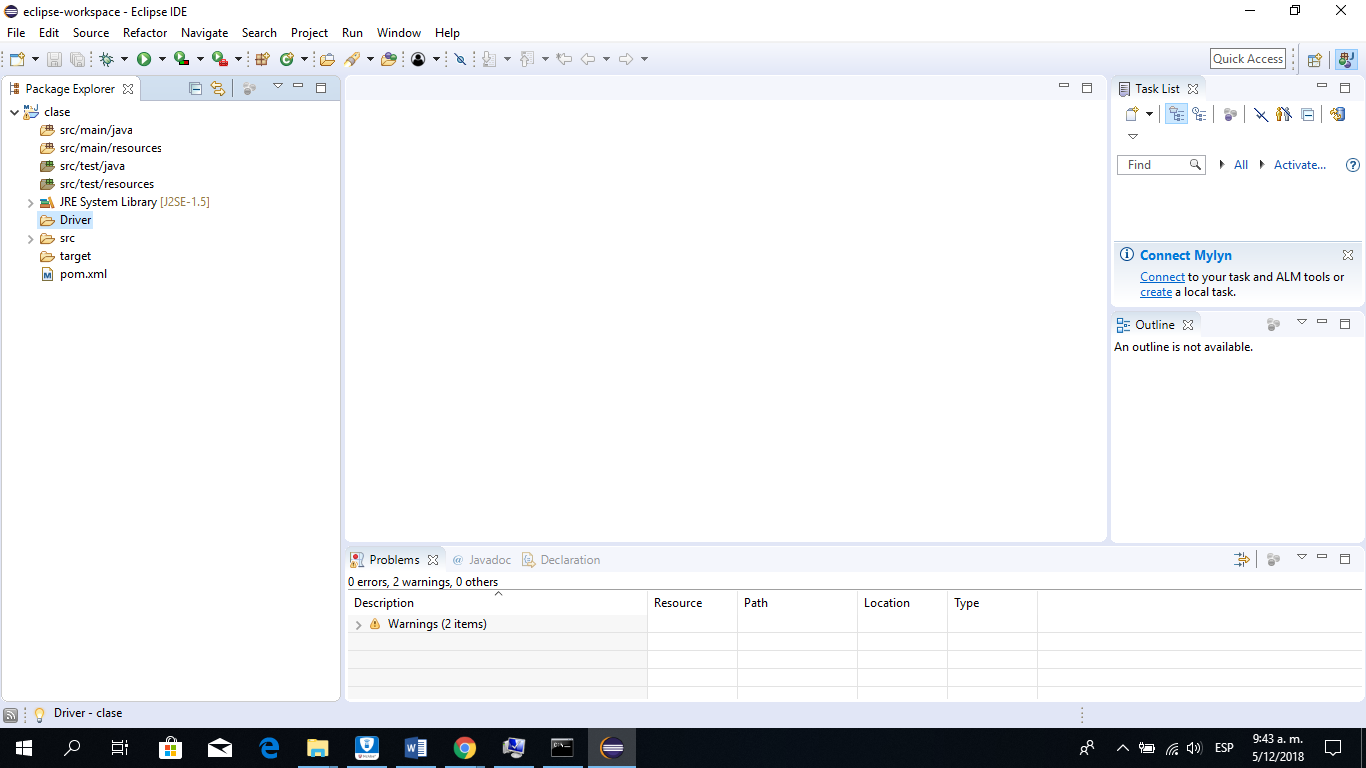 eclipse-workspace - Eclipse IDE
File Edit Source Refactor Navigate Search Project Run Window Help
Quick Access
Package Explorer
clase
src/main/java
src/main/resources
src/test/java
src/test/resources
JRE System Library [J2SE-1.5]
Driver
src
target
pom.xml
Task List
Find
All
Activate...
Connect Mylyn
Connect to your task and ALM tools or
create a local task.
Outline
An outline is not available.
Problems @ Javadoc Declaration
0 errors, 2 warnings, 0 others
Description Resource Path Location Type
Warnings (2 items)
Driver - clase
ESP
9:43 a. m.
5/12/2018